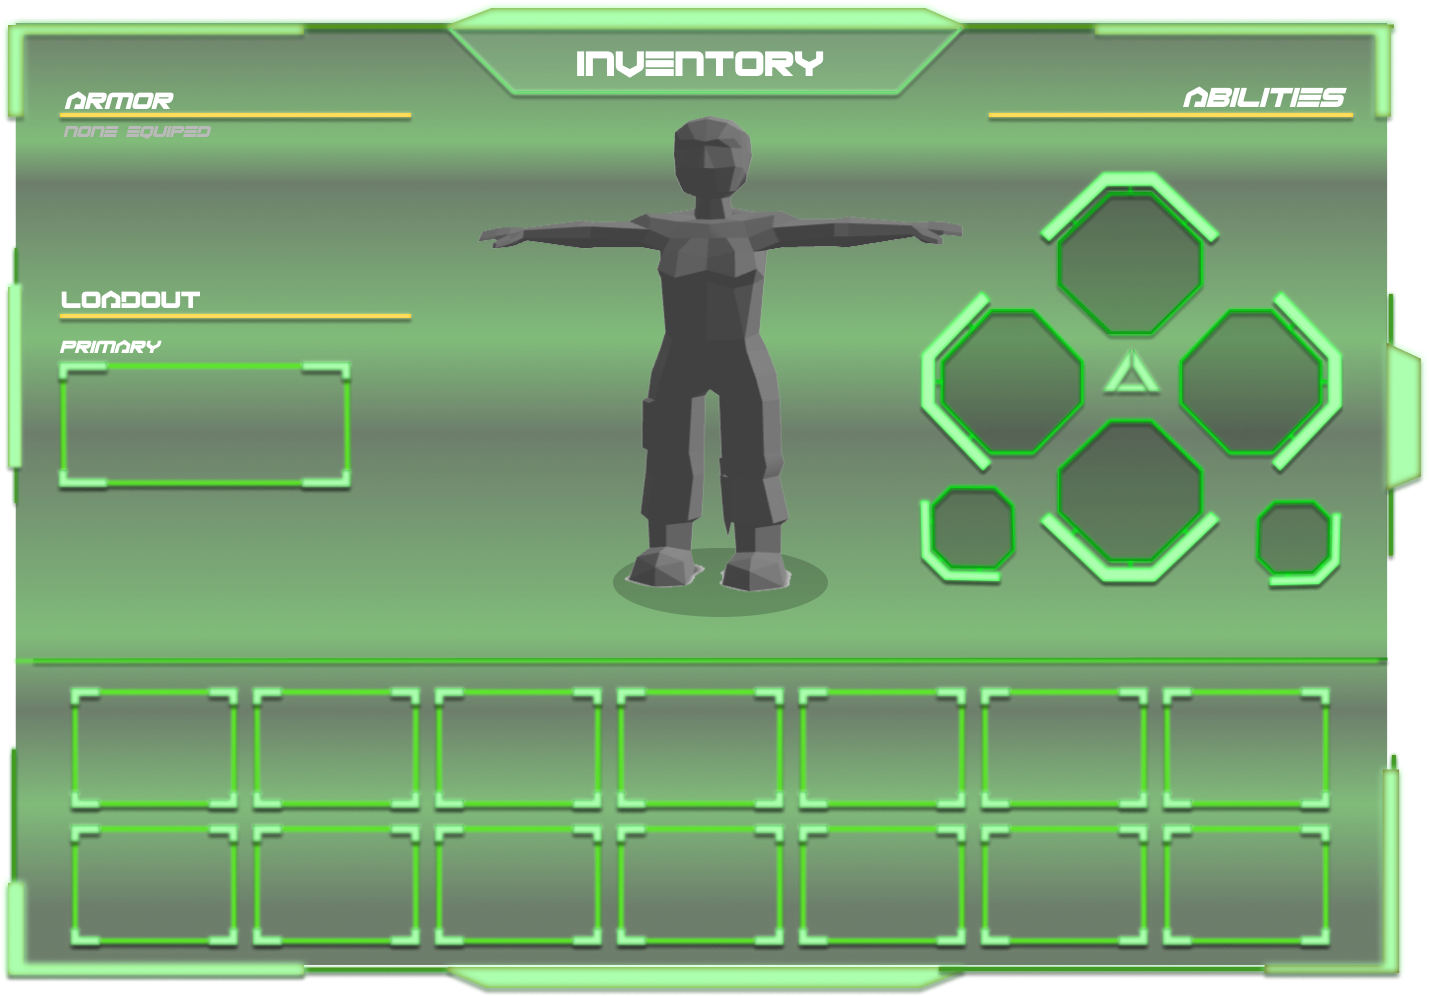 INVENTORY
ARMOR
NONE EQUIPED
ABILITIES
LOADOUT
PRIMARY